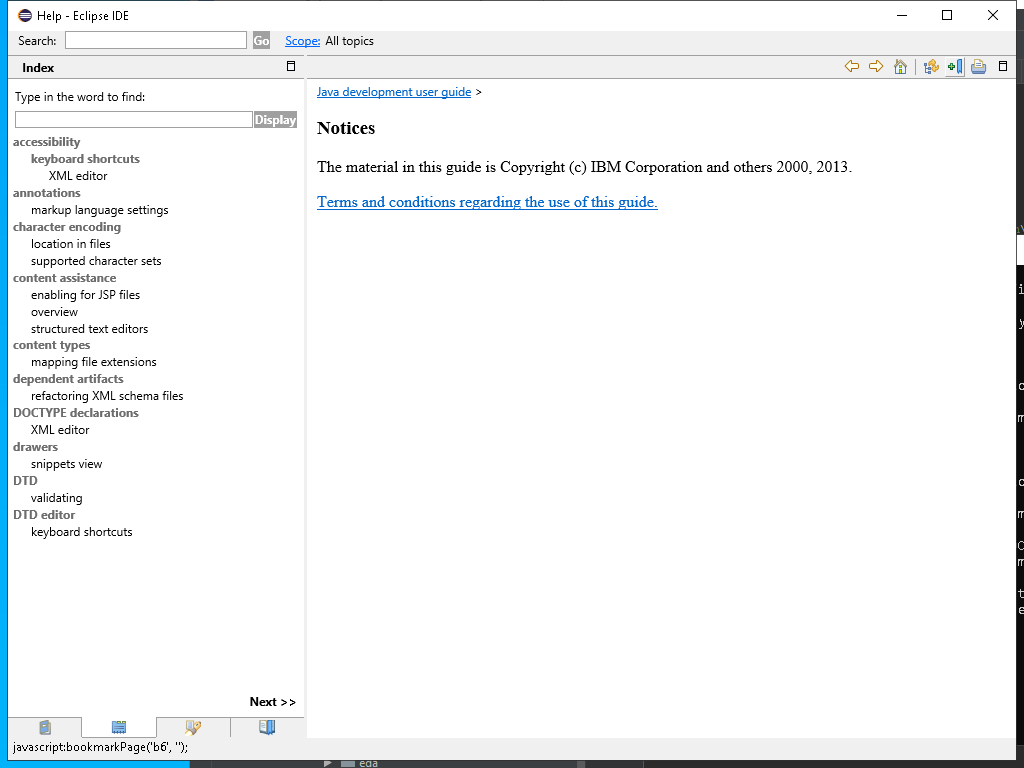 Help - Eclipse IDE
Search:
Go
Scope: All topics
Index
Type in the word to find:
Display
accessibility
keyboard shortcuts
XML editor
annotations
markup language settings
character encoding
location in files
supported character sets
content assistance
enabling for JSP files
overview
structured text editors
content types
mapping file extensions
dependent artifacts
refactoring XML schema files
DOCTYPE declarations
XML editor
drawers
snippets view
DTD
validating
DTD editor
keyboard shortcuts
Next >>
Java development user guide >
Notices
The material in this guide is Copyright (c) IBM Corporation and others 2000, 2013.
Terms and conditions regarding the use of this guide.
javascript:bookmarkPage('b6', '');
eda